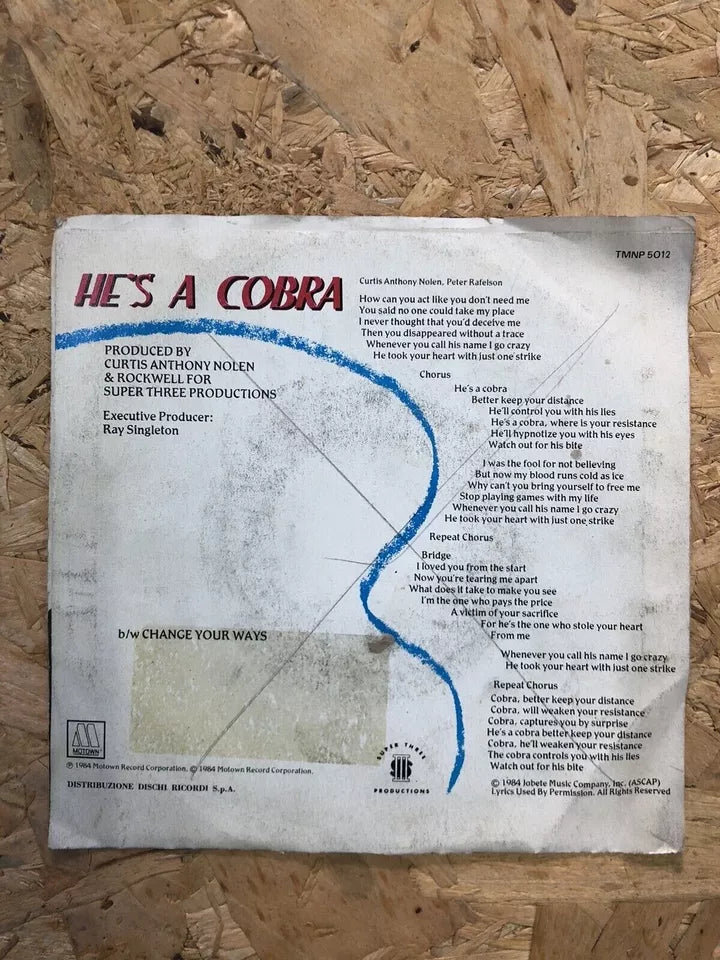 TMNP 5012
HE'S A COBRA
PRODUCED BY
CURTIS ANTHONY NOLEN
& ROCKWELL FOR
SUPER THREE PRODUCTIONS
Executive Producer:
Ray Singleton
Curtis Anthony Nolen, Peter Rafelson
How can you act like you don't need me
You said no one could take my place
I never thought that you'd deceive me
Then you disappeared without a trace
Whenever you call his name I go crazy
He took your heart with just one strike
Chorus
He's a cobra
Better keep your distance
He'll control you with his lies
He's a cobra, where is your resistance
He'll hypnotize you with his eyes
Watch out for his bite
I was the fool for not believing
But now my blood runs cold as ice
Why can't you bring yourself to free me
Stop playing games with my life
Whenever you call his name I go crazy
He took your heart with just one strike
Repeat Chorus
Bridge
I loved you from the start
Now you're tearing me apart
What does it take to make you see
I'm the one who pays the price
A victim of your sacrifice
For he's the one who stole your heart
From me
Whenever you call his name I go crazy
He took your heart with just one strike
Repeat Chorus
Cobra, better keep your distance
Cobra, will weaken your resistance
Cobra, captures you by surprise
He's a cobra better keep your distance
Cobra, he'll weaken your resistance
The cobra controls you with his lies
Watch out for his bite
© 1984 Jobete Music Company, Inc. (ASCAP)
Lyrics Used By Permission. All Rights Reserved
b/w CHANGE YOUR WAYS
MOTOWN
℗ 1984 Motown Record Corporation. © 1984 Motown Record Corporation.
DISTRIBUZIONE DISCHI RICORDI S.p.A.
SUPER THREE
PRODUCTIONS